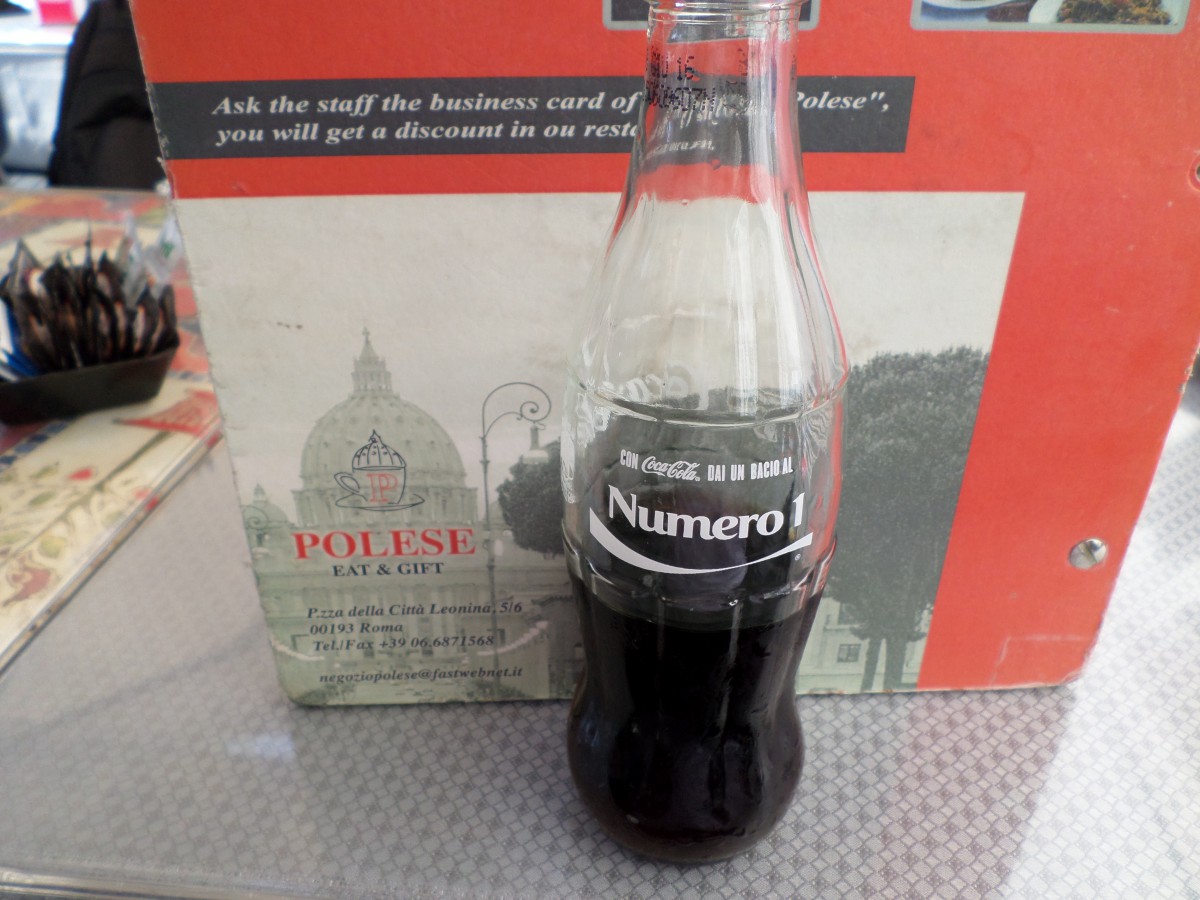 Ask the staff the business card of Polese",
you will get a discount in ou
CON Coca-Cola DAI UN BACIO AL
Numero 1
P
POLESE
EAT & GIFT
P.zza della Città Leonina, 5/6
00193 Roma
Tel./Fax +39 06.6871568
negoziopolese@fastwebnet.it